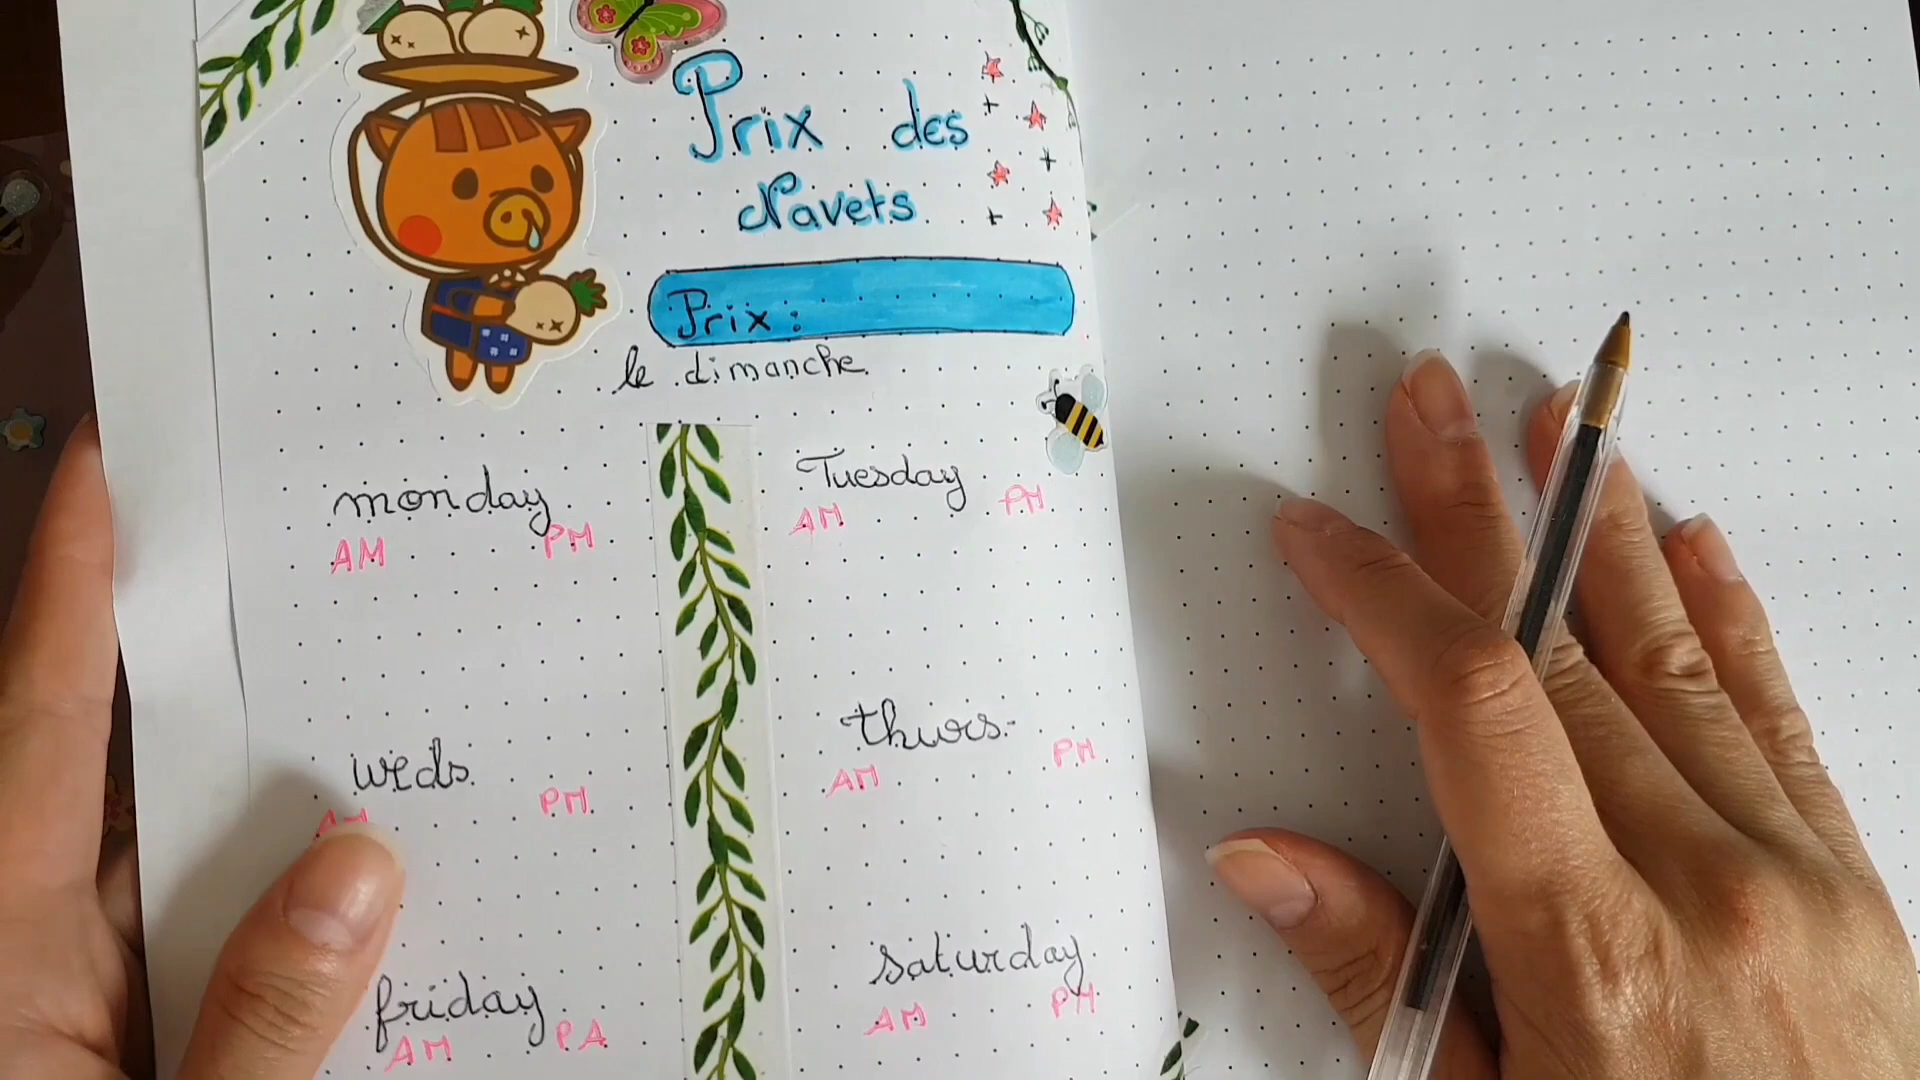 Prix des
Navets
Prix :
le dimanche
monday
AM PM
Tuesday
AM PM
weds
AM PM
thurs.
AM PM
friday
AM PA
saturday
AM PM